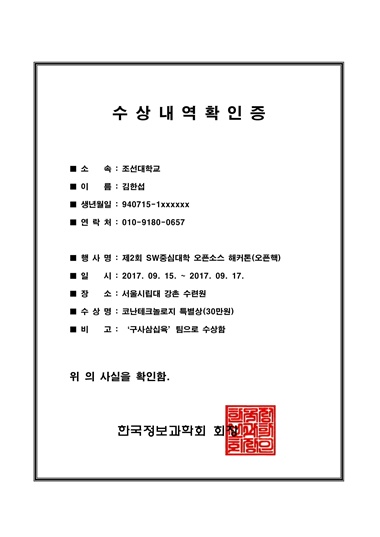 수 상 내 역 확 인 증
■ 소 속 : 조선대학교
■ 이 름 : 김한섭
■ 생년월일 : 940715-1xxxxxx
■ 연 락 처 : 010-9180-0657
■ 행 사 명 : 제2회 SW중심대학 오픈소스 해커톤(오픈핵)
■ 일 시 : 2017. 09. 15. ~ 2017. 09. 17.
■ 장 소 : 서울시립대 강촌 수련원
■ 수 상 명 : 코난테크놀로지 특별상(30만원)
■ 비 고 : ‘구사삼십육’ 팀으로 수상함
위 의 사실을 확인함.
한국정보과학회 회장